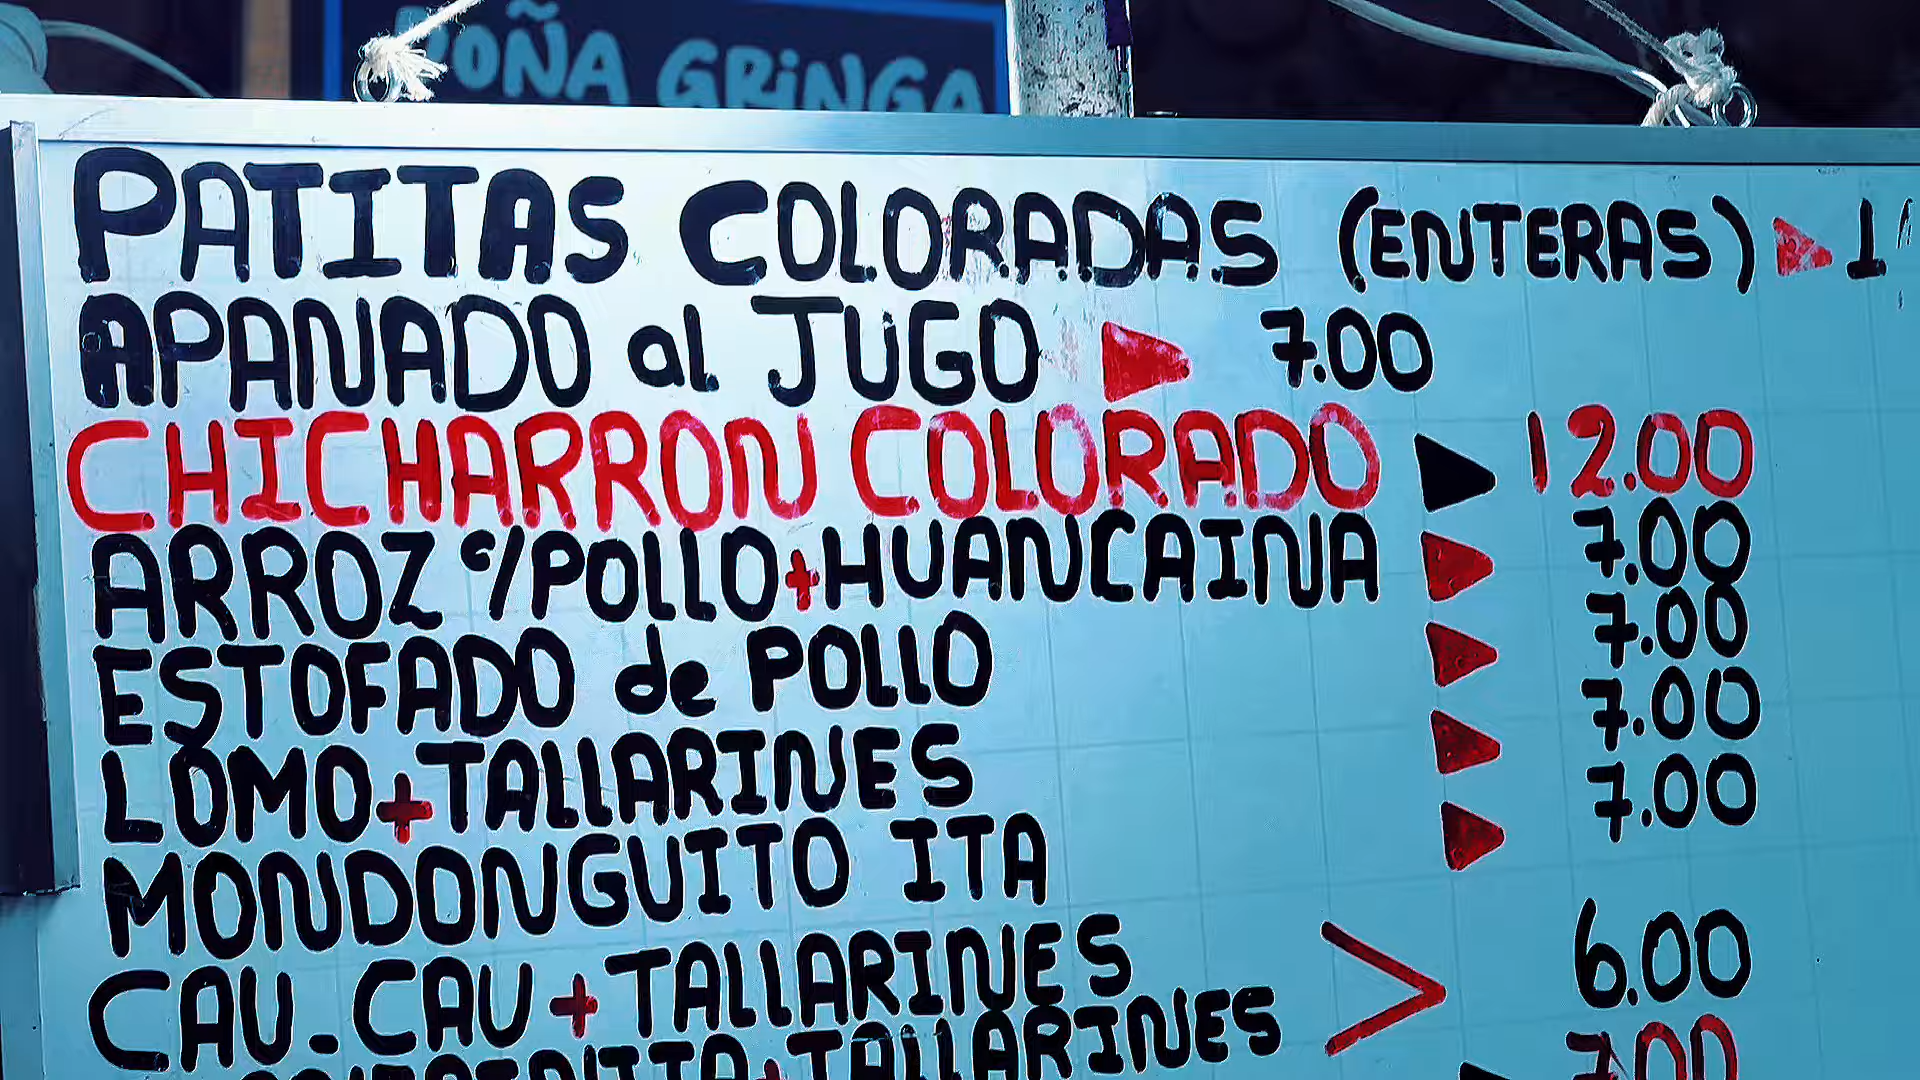 DOÑA GRINGA
PATITAS COLORADAS (ENTERAS)
APANADO al JUGO 7.00
CHICHARRON COLORADO 12.00
ARROZ c/POLLO+HUANCAINA 7.00
ESTOFADO de POLLO 7.00
LOMO+TALLARINES 7.00
MONDONGUITO ITA 7.00
CAU-CAU+TALLARINES 6.00
+TALLARINES 7.00